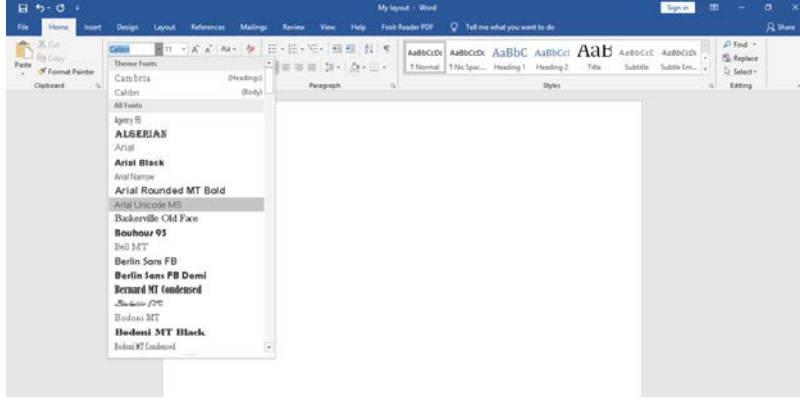 My layout - Word
Sign in
File Home Insert Design Layout References Mailings Review View Help Foxit Reader PDF Tell me what you want to do Share
Cut
Copy
Paste
Format Painter
Clipboard
Calibri 11
Aa
Theme Fonts
Cambria (Headings)
Calibri (Body)
All Fonts
Agency FB
ALGERIAN
Arial
Arial Black
Arial Narrow
Arial Rounded MT Bold
Arial Unicode MS
Baskerville Old Face
Bauhaus 93
Bell MT
Berlin Sans FB
Berlin Sans FB Demi
Bernard MT Condensed
Bodoni MT
Bodoni MT Black
Bodoni MT Condensed
Paragraph
AaBbCcDc AaBbCcDc AaBbC AaBbCcl AaB AaBbCcC AaBbCcDc
¶ Normal ¶ No Spac... Heading 1 Heading 2 Title Subtitle Subtle Em...
Styles
Find
Replace
Select
Editing